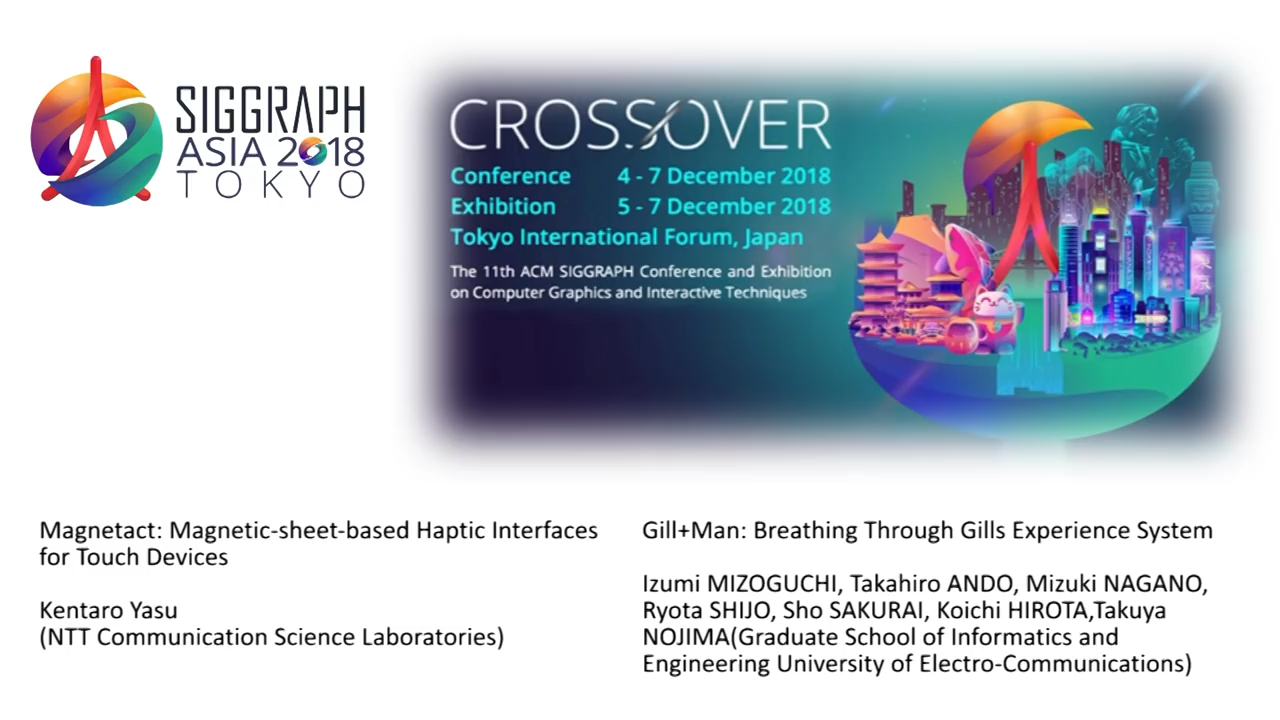 SIGGRAPH
ASIA 2018
TOKYO
CROSSOVER
Conference 4 - 7 December 2018
Exhibition 5 - 7 December 2018
Tokyo International Forum, Japan
The 11th ACM SIGGRAPH Conference and Exhibition
on Computer Graphics and Interactive Techniques
Magnetact: Magnetic-sheet-based Haptic Interfaces
for Touch Devices
Kentaro Yasu
(NTT Communication Science Laboratories)
Gill+Man: Breathing Through Gills Experience System
Izumi MIZOGUCHI, Takahiro ANDO, Mizuki NAGANO,
Ryota SHIJO, Sho SAKURAI, Koichi HIROTA,Takuya
NOJIMA(Graduate School of Informatics and
Engineering University of Electro-Communications)